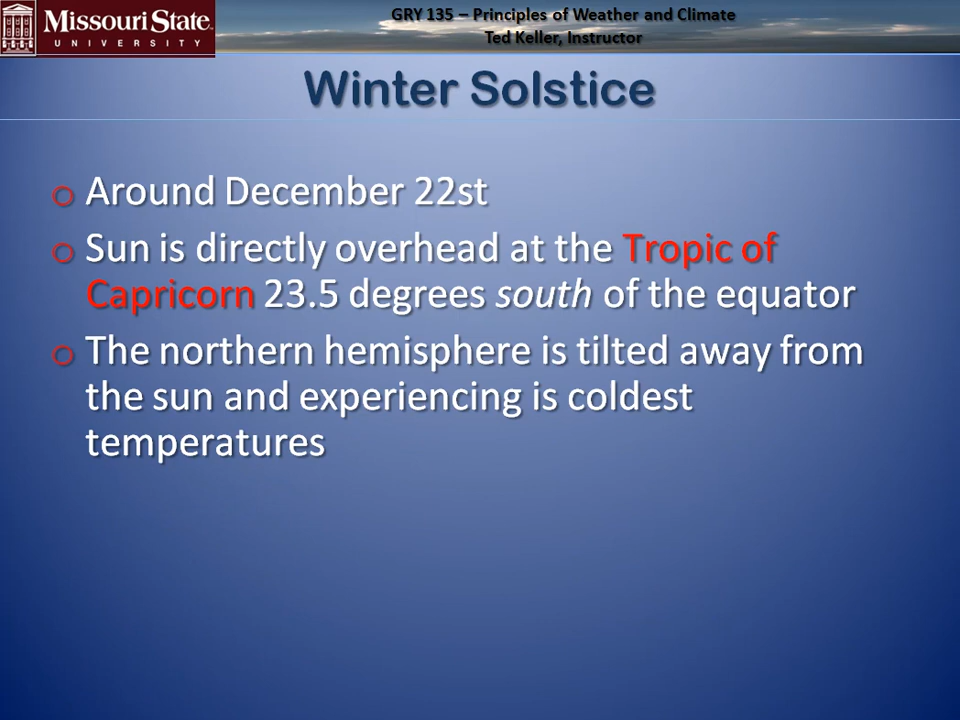 Missouri State.
UNIVERSITY
GRY 135 – Principles of Weather and Climate
Ted Keller, Instructor
Winter Solstice
o Around December 22st
o Sun is directly overhead at the Tropic of
Capricorn 23.5 degrees south of the equator
o The northern hemisphere is tilted away from
the sun and experiencing is coldest
temperatures